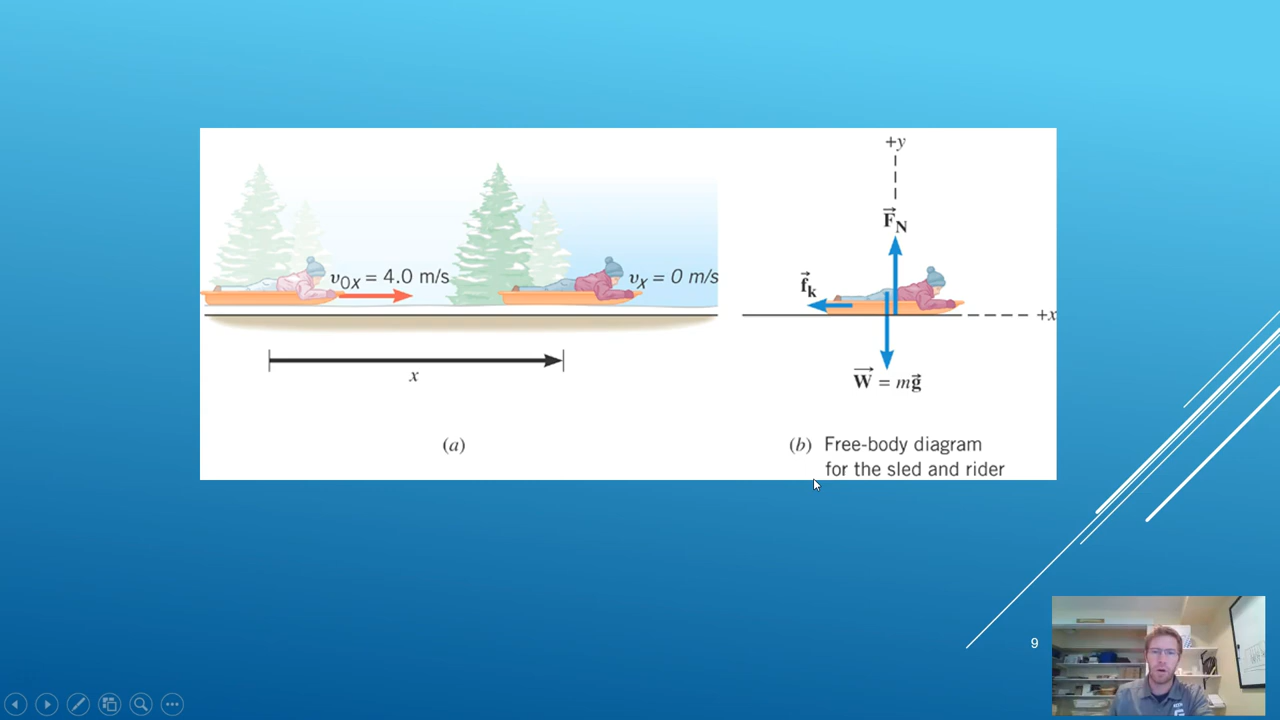 v0x = 4.0 m/s
vx = 0 m/s
x
(a)
+y
F⃗N
f⃗k
+x
W⃗ = mg⃗
(b) Free-body diagram
for the sled and rider
9